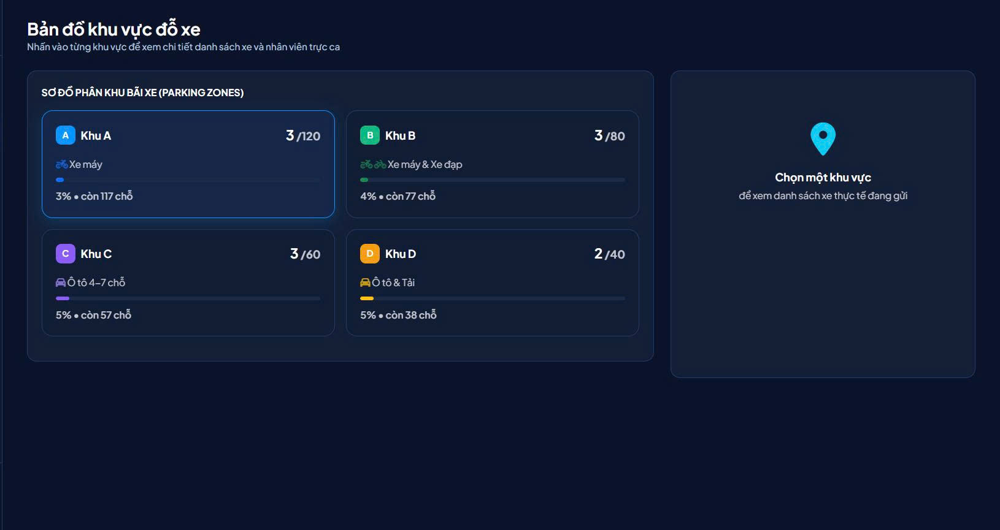 Bản đồ khu vực đỗ xe
Nhấn vào từng khu vực để xem chi tiết danh sách xe và nhân viên trực ca
SƠ ĐỒ PHÂN KHU BÃI XE (PARKING ZONES)
A Khu A 3 /120
Xe máy
3% • còn 117 chỗ
B Khu B 3 /80
Xe máy & Xe đạp
4% • còn 77 chỗ
C Khu C 3 /60
Ô tô 4–7 chỗ
5% • còn 57 chỗ
D Khu D 2 /40
Ô tô & Tải
5% • còn 38 chỗ
Chọn một khu vực
để xem danh sách xe thực tế đang gửi